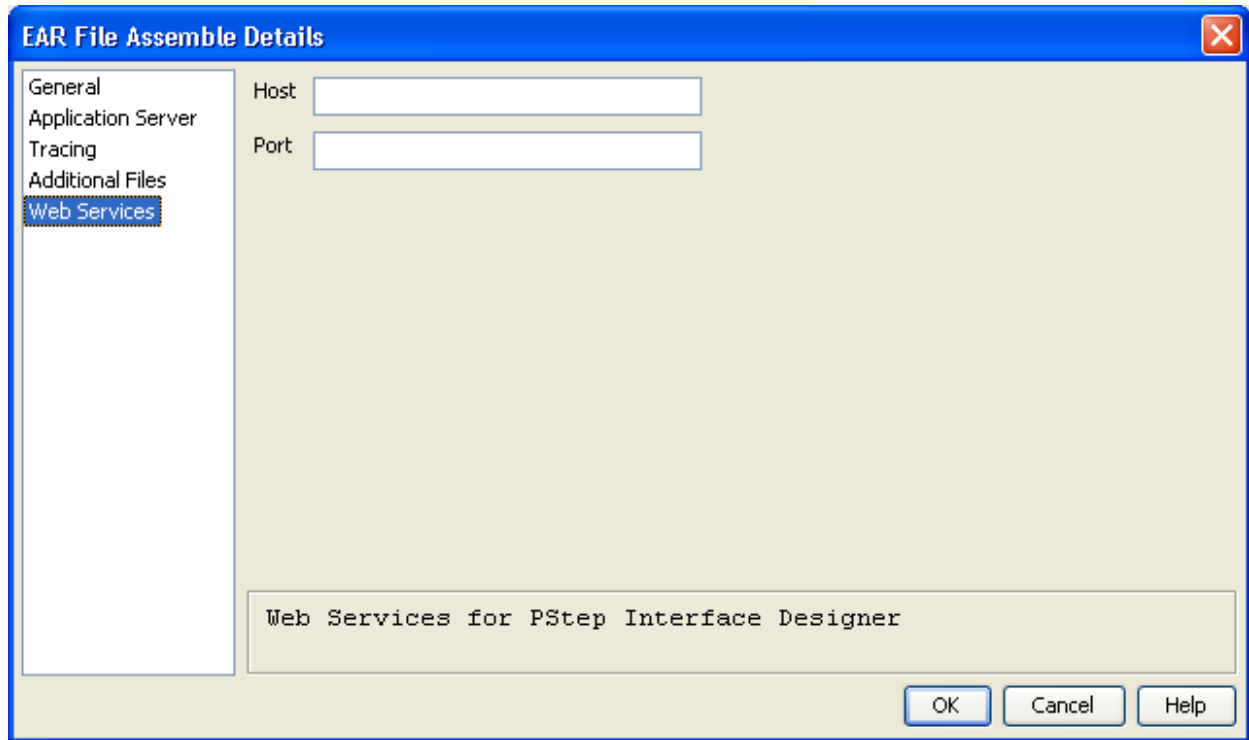 EAR File Assemble Details
General
Application Server
Tracing
Additional Files
Web Services
Host
Port
Web Services for PStep Interface Designer
OK
Cancel
Help